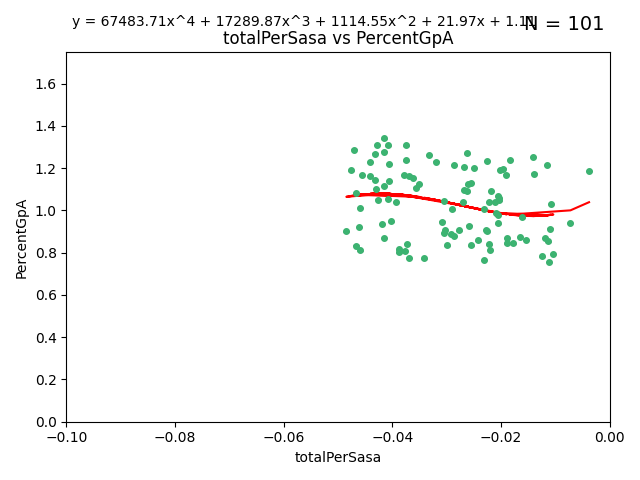 y = 67483.71x^4 + 17289.87x^3 + 1114.55x^2 + 21.97x + 1.1
N = 101
totalPerSasa vs PercentGpA
PercentGpA
1.6
1.4
1.2
1.0
0.8
0.6
0.4
0.2
0.0
−0.10 −0.08 −0.06 −0.04 −0.02 0.00
totalPerSasa